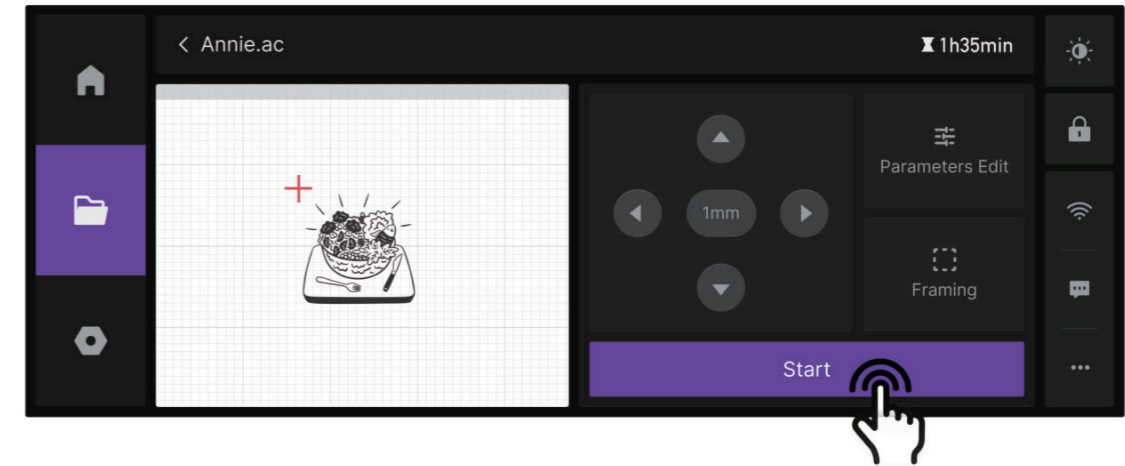 < Annie.ac
1h35min
Parameters Edit
1mm
Framing
Start